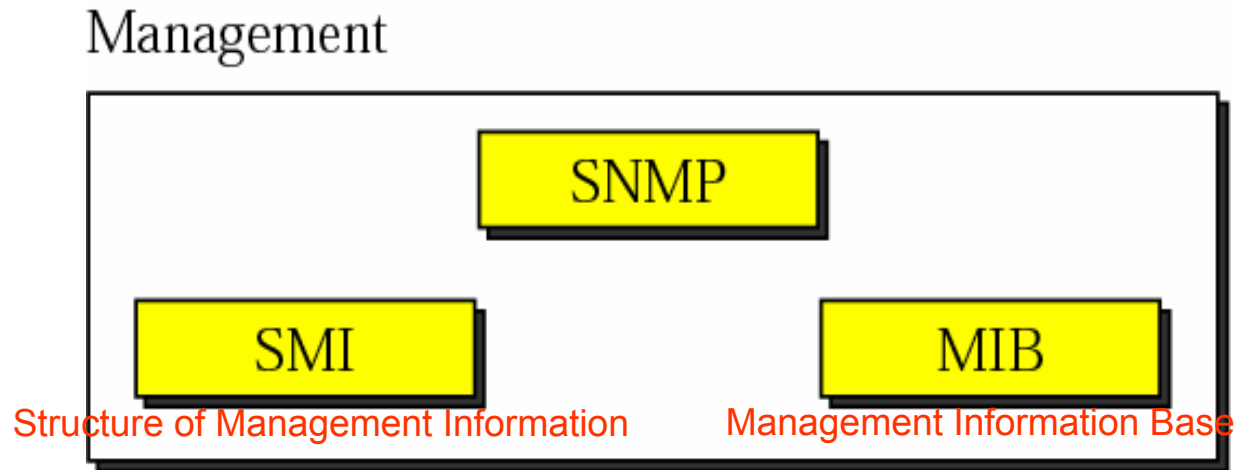 Management
SNMP
SMI
MIB
Structure of Management Information
Management Information Base